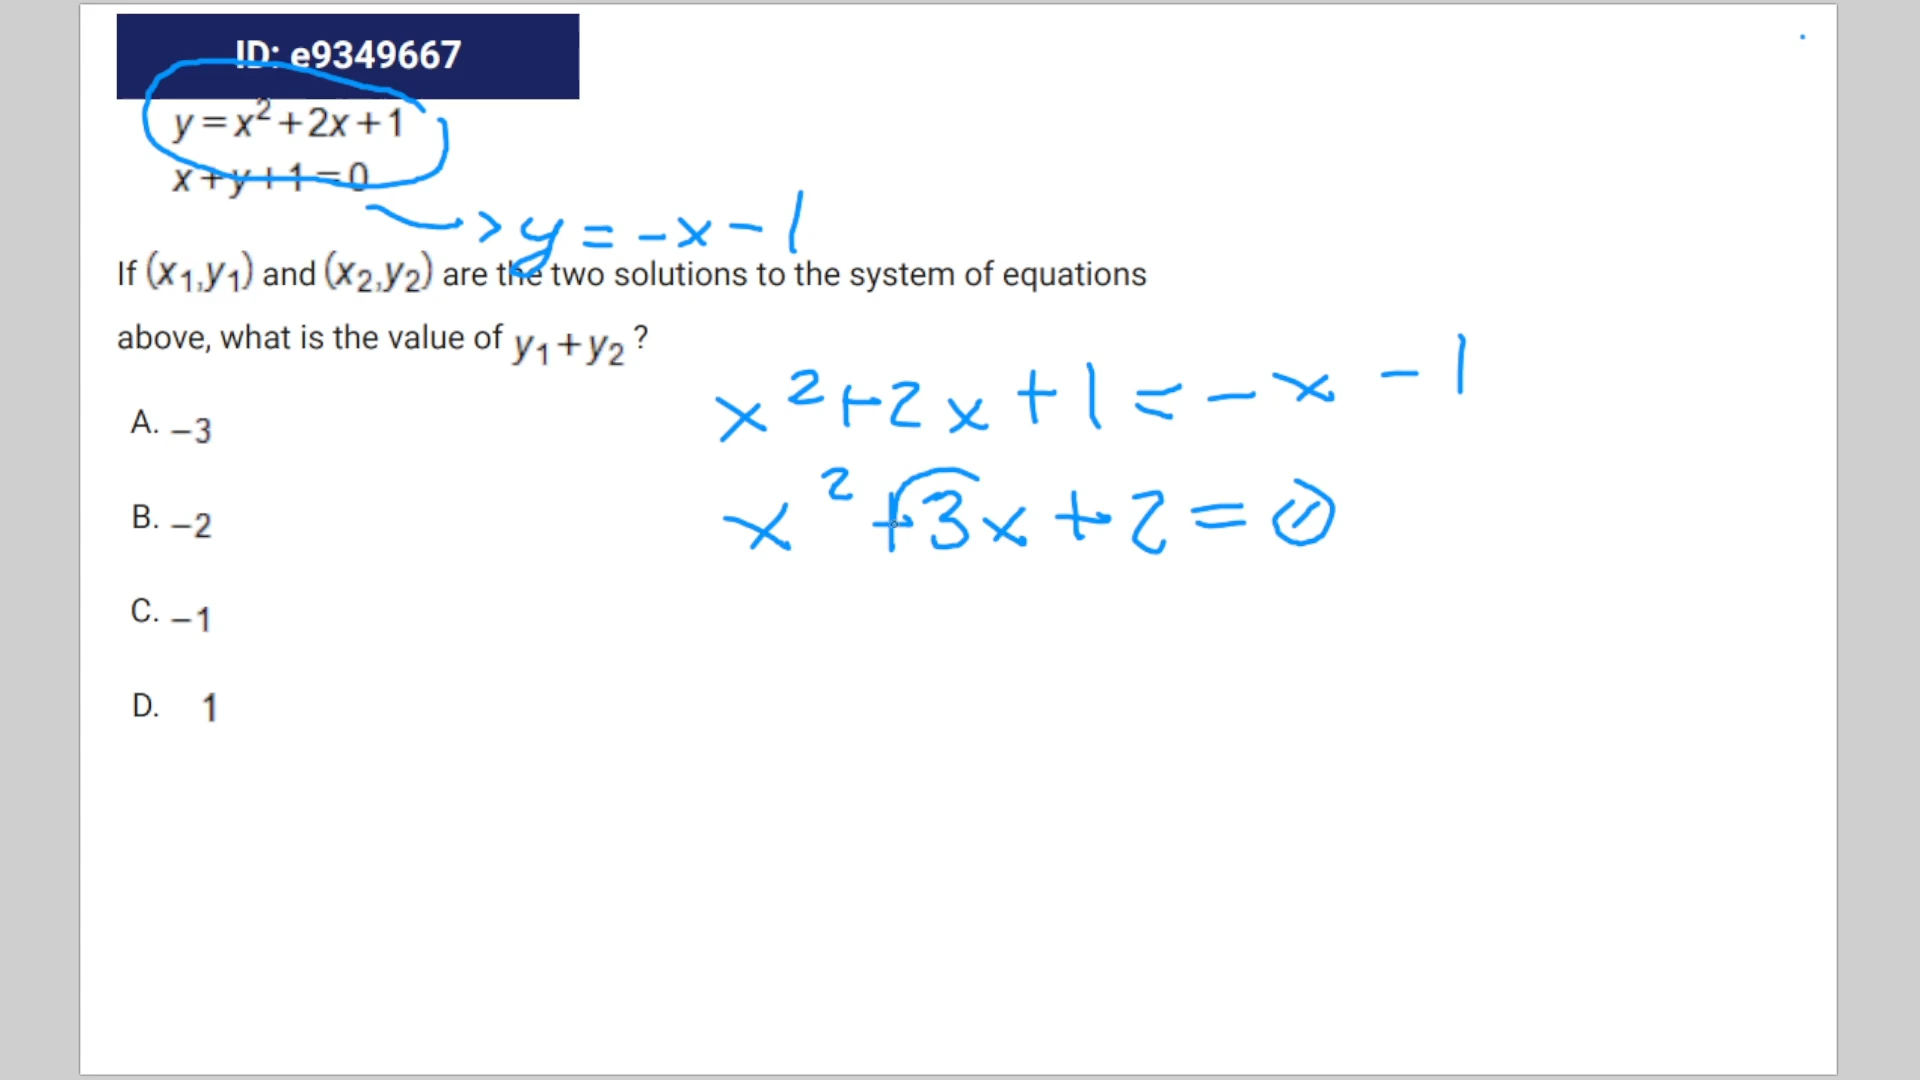 ID: e9349667
y=x²+2x+1
x+y+1=0
y=-x-1
If (x₁,y₁) and (x₂,y₂) are the two solutions to the system of equations
above, what is the value of y₁+y₂?
x²+2x+1=-x-1
A. −3
x²+3x+2=0
B. −2
C. −1
D. 1